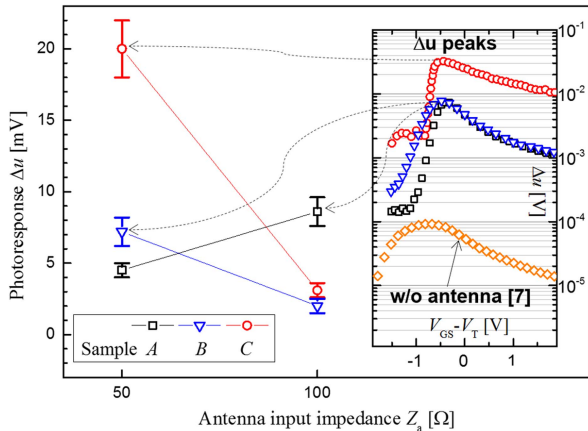 20
15
10
5
0
Photoresponse Δu [mV]
Δu peaks
10⁻¹
10⁻²
10⁻³
10⁻⁴
10⁻⁵
Δu [V]
w/o antenna [7]
V_GS-V_T [V]
-1 0 1
Sample A B C
50 100
Antenna input impedance Z_a [Ω]